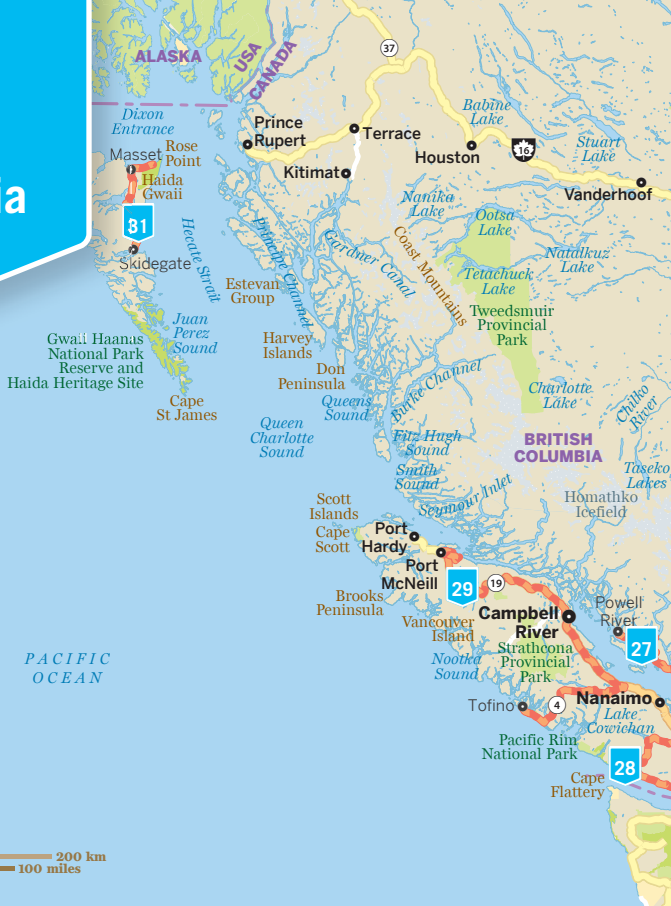 ia
ALASKA
USA
CANADA
37
Dixon
Entrance
Prince
Rupert
Terrace
Babine
Lake
Masset
Rose
Point
Kitimat
Houston
16
Stuart
Lake
Haida
Gwaii
Vanderhoof
31
Nanika
Lake
Ootsa
Lake
Skidegate
Hecate Strait
Principe Channel
Gardner Canal
Coast Mountains
Natalkuz
Lake
Tetachuck
Lake
Estevan
Group
Tweedsmuir
Provincial
Park
Juan
Perez
Sound
Gwaii Haanas
National Park
Reserve and
Haida Heritage Site
Harvey
Islands
Don
Peninsula
Burke Channel
Charlotte
Lake
Chilko
River
Cape
St James
Queens
Sound
Queen
Charlotte
Sound
Fitz Hugh
Sound
BRITISH
COLUMBIA
Smith
Sound
Taseko
Lakes
Seymour Inlet
Homathko
Icefield
Scott
Islands
Cape
Scott
Port
Hardy
Port
McNeill
29
19
Brooks
Peninsula
Campbell
River
Powell
River
Vancouver
Island
27
Strathcona
Provincial
Park
Nootka
Sound
PACIFIC
OCEAN
Tofino
4
Nanaimo
Lake
Cowichan
Pacific Rim
National Park
28
Cape
Flattery
200 km
100 miles